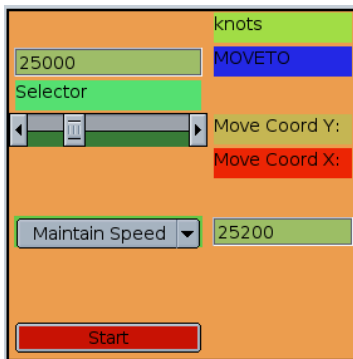 knots
25000
MOVETO
Selector
Move Coord Y:
Move Coord X:
Maintain Speed
25200
Start